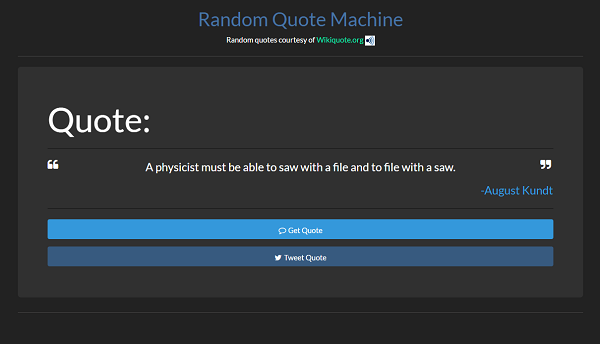 Random Quote Machine
Random quotes courtesy of Wikiquote.org
Quote:
A physicist must be able to saw with a file and to file with a saw.
-August Kundt
Get Quote
Tweet Quote